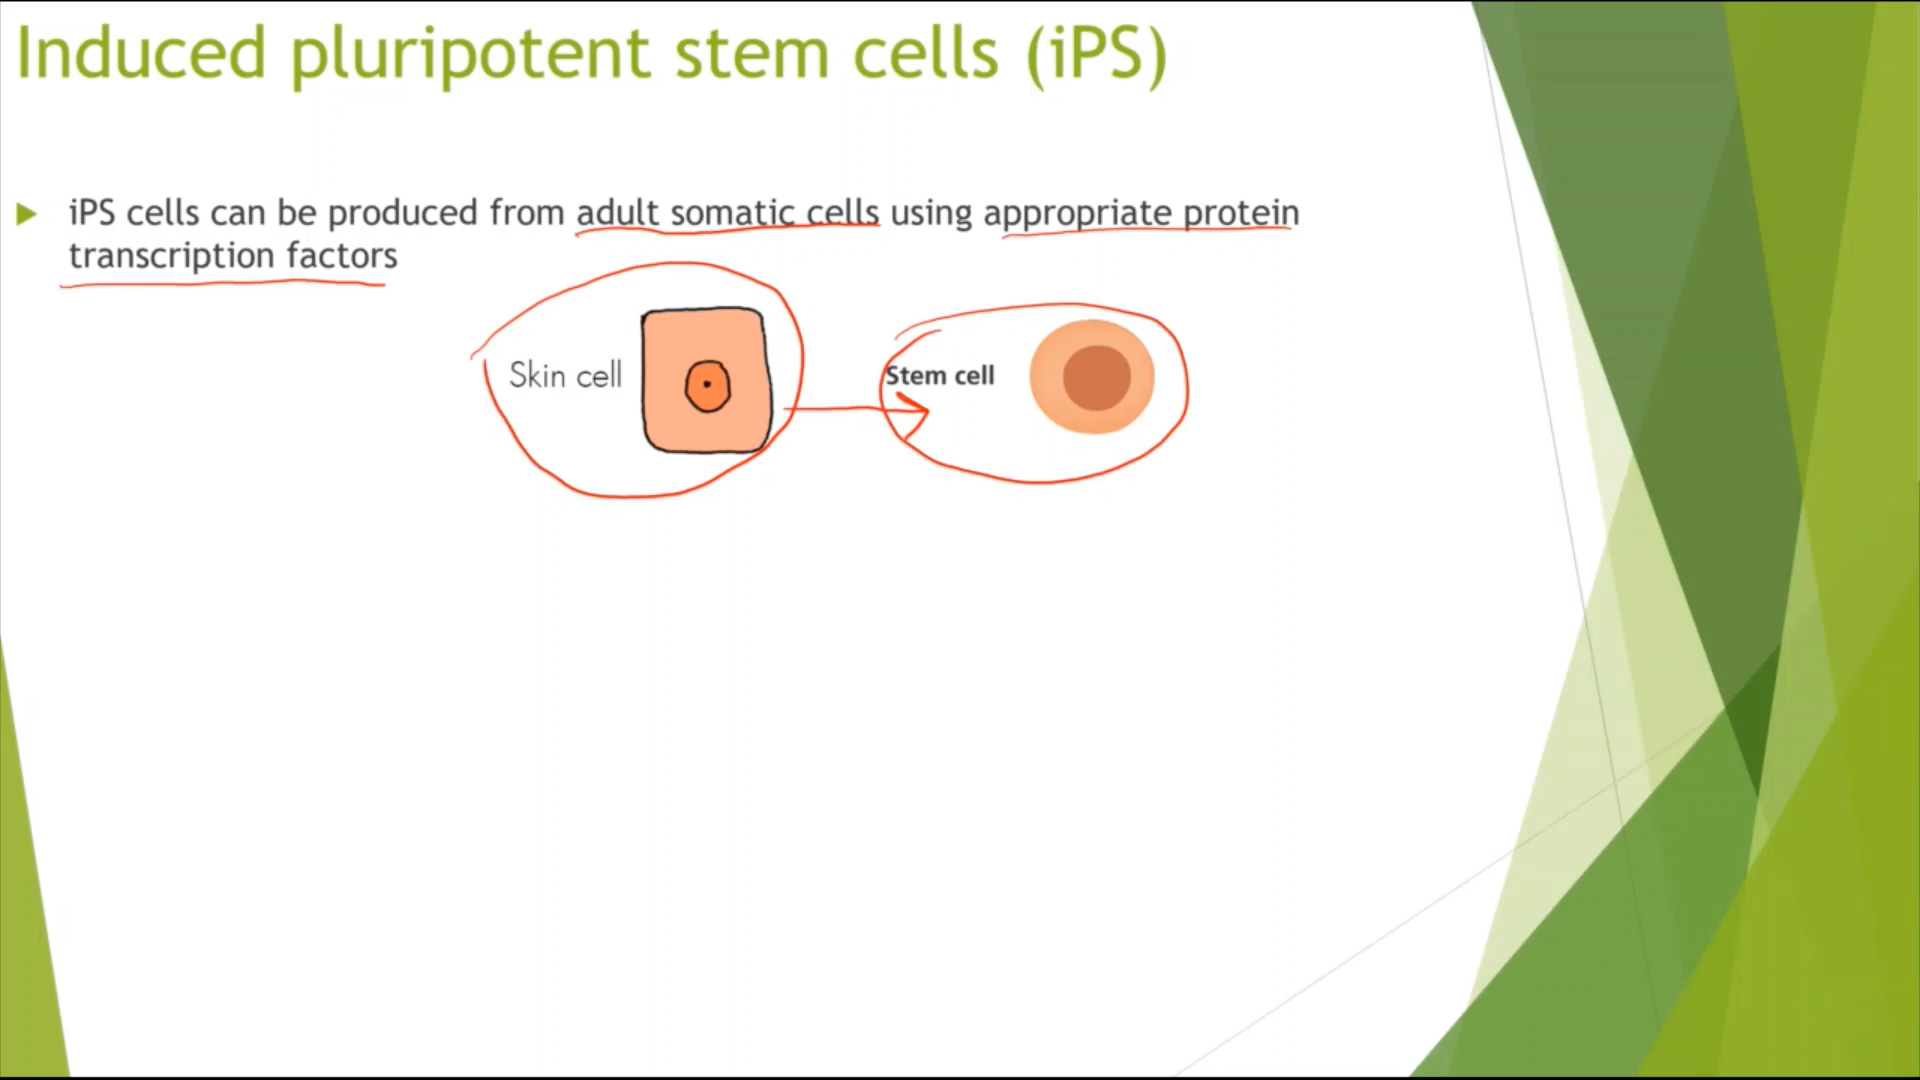 Induced pluripotent stem cells (iPS)
iPS cells can be produced from adult somatic cells using appropriate protein
transcription factors
Skin cell
Stem cell